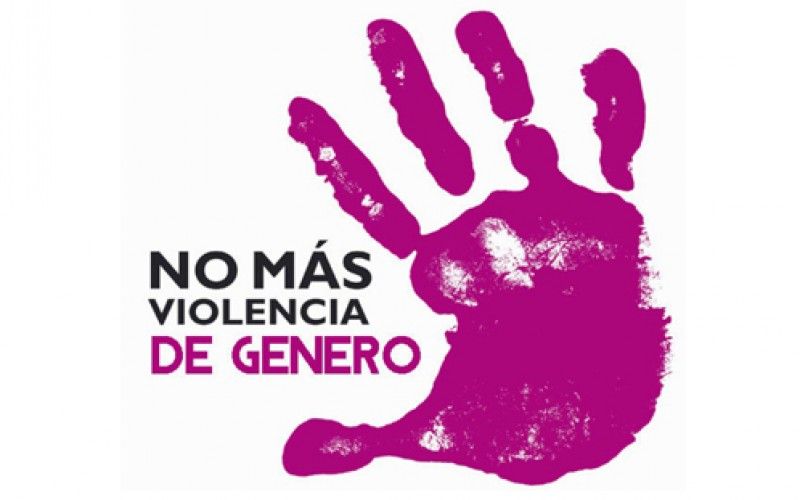 NO MÁS
VIOLENCIA
DE GENERO